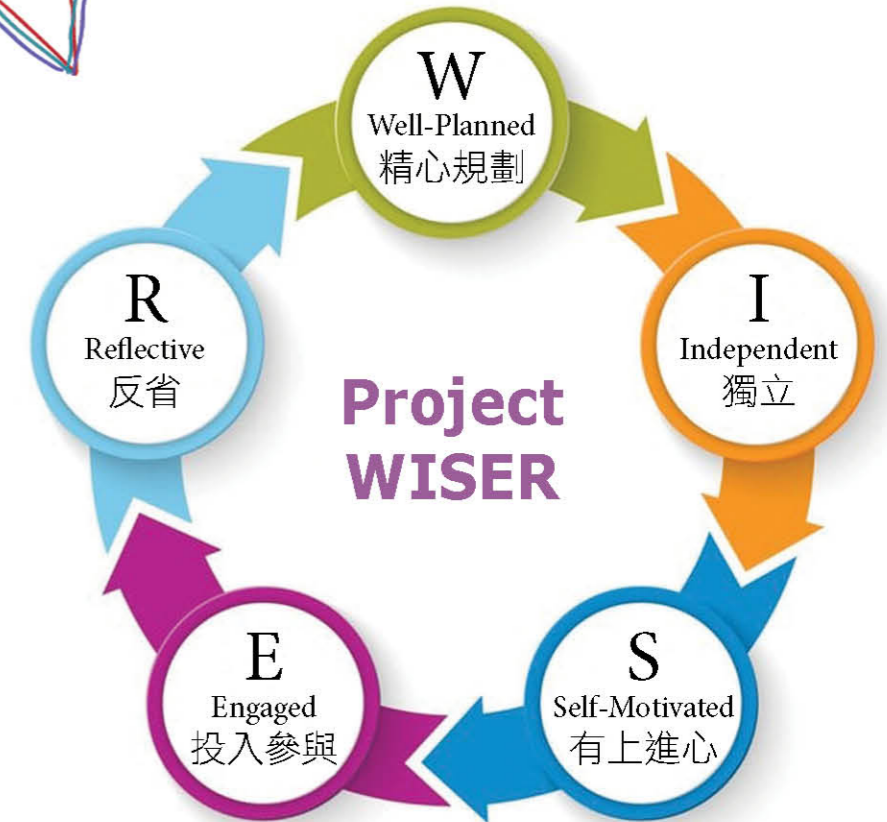 W
Well-Planned
精心規劃
I
Independent
獨立
S
Self-Motivated
有上進心
E
Engaged
投入參與
R
Reflective
反省
Project
WISER